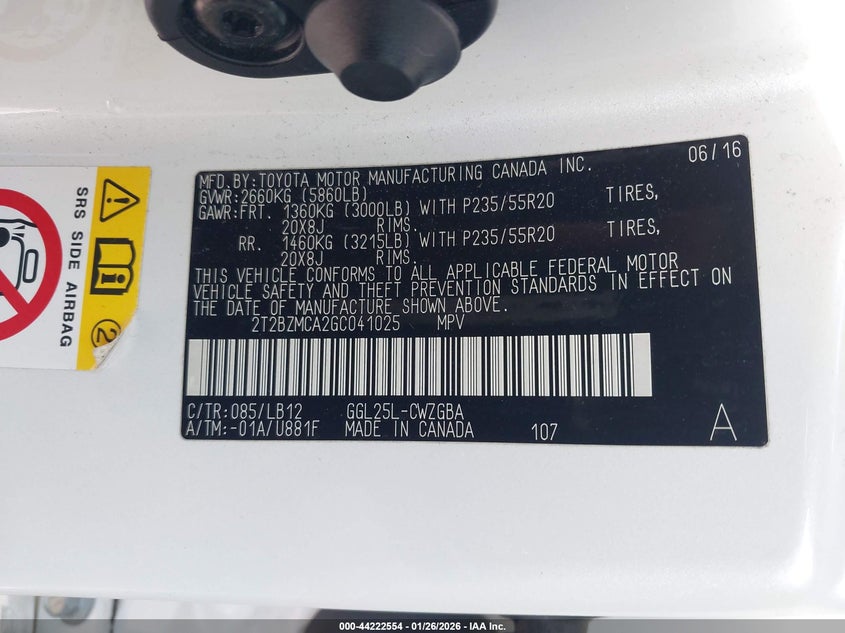 MFD. BY: TOYOTA MOTOR MANUFACTURING CANADA INC. 06/16
GVWR: 2660KG (5860LB)
GAWR: FRT. 1360KG (3000LB) WITH P235/55R20 TIRES,
20X8J RIMS.
RR. 1460KG (3215LB) WITH P235/55R20 TIRES,
20X8J RIMS.
THIS VEHICLE CONFORMS TO ALL APPLICABLE FEDERAL MOTOR
VEHICLE SAFETY AND THEFT PREVENTION STANDARDS IN EFFECT ON
THE DATE OF MANUFACTURE SHOWN ABOVE.
2T2BZMCA2GC041025 MPV
C/TR: 085/LB12 GGL25L-CWZGBA
A/TM:-01A/U881F MADE IN CANADA 107 A
SRS SIDE AIRBAG
2
000-44222554 - 01/26/2026 - IAA Inc.